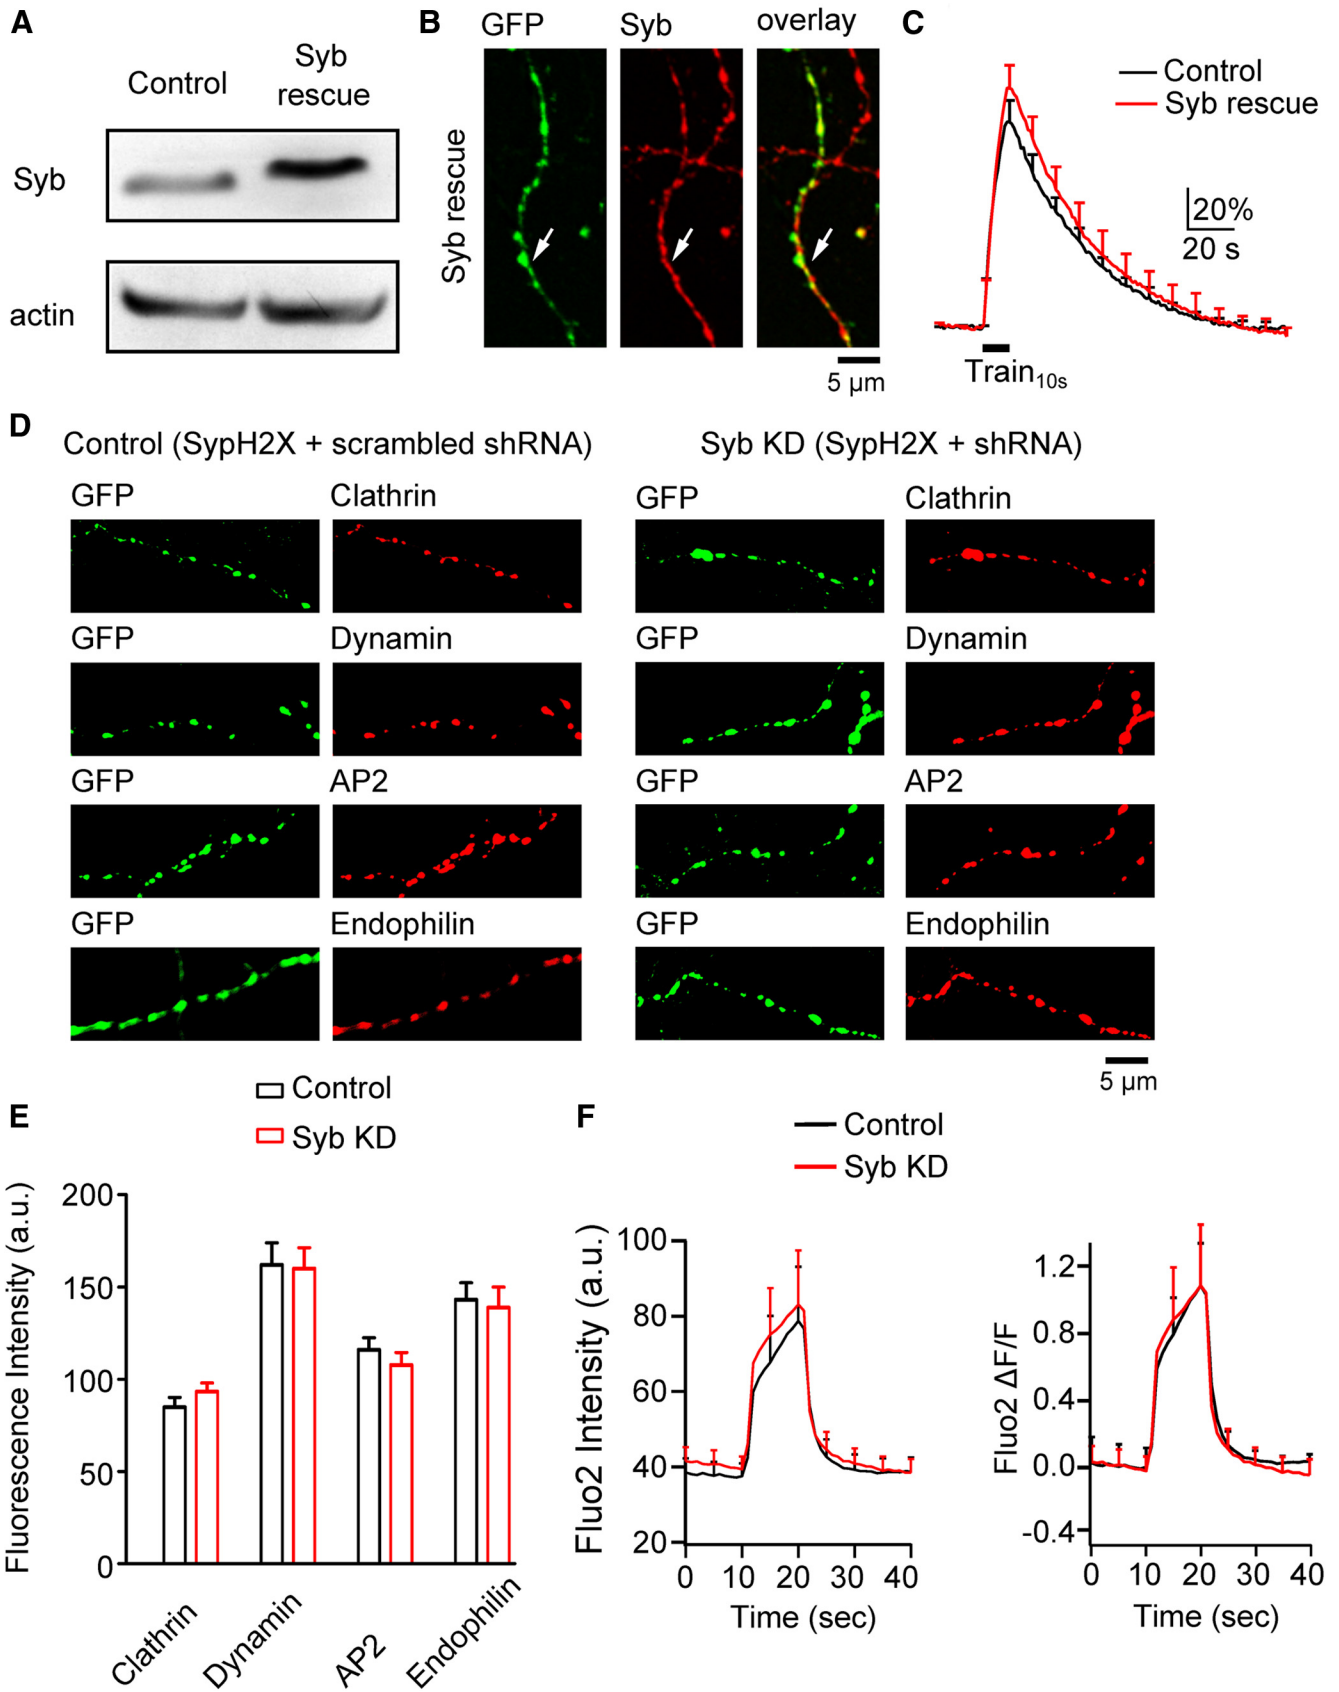 A
Control
Syb
rescue
Syb
actin
B
GFP
Syb
overlay
Syb rescue
5 µm
C
Control
Syb rescue
20%
20 s
Train10s
D
Control (SypH2X + scrambled shRNA)
Syb KD (SypH2X + shRNA)
GFP
Clathrin
GFP
Clathrin
GFP
Dynamin
GFP
Dynamin
GFP
AP2
GFP
AP2
GFP
Endophilin
GFP
Endophilin
5 µm
E
Control
Syb KD
Fluorescence Intensity (a.u.)
200
150
100
50
0
Clathrin
Dynamin
AP2
Endophilin
F
Control
Syb KD
Fluo2 Intensity (a.u.)
100
80
60
40
20
0 10 20 30 40
Time (sec)
Fluo2 ΔF/F
1.2
0.8
0.4
0.0
-0.4
0 10 20 30 40
Time (sec)